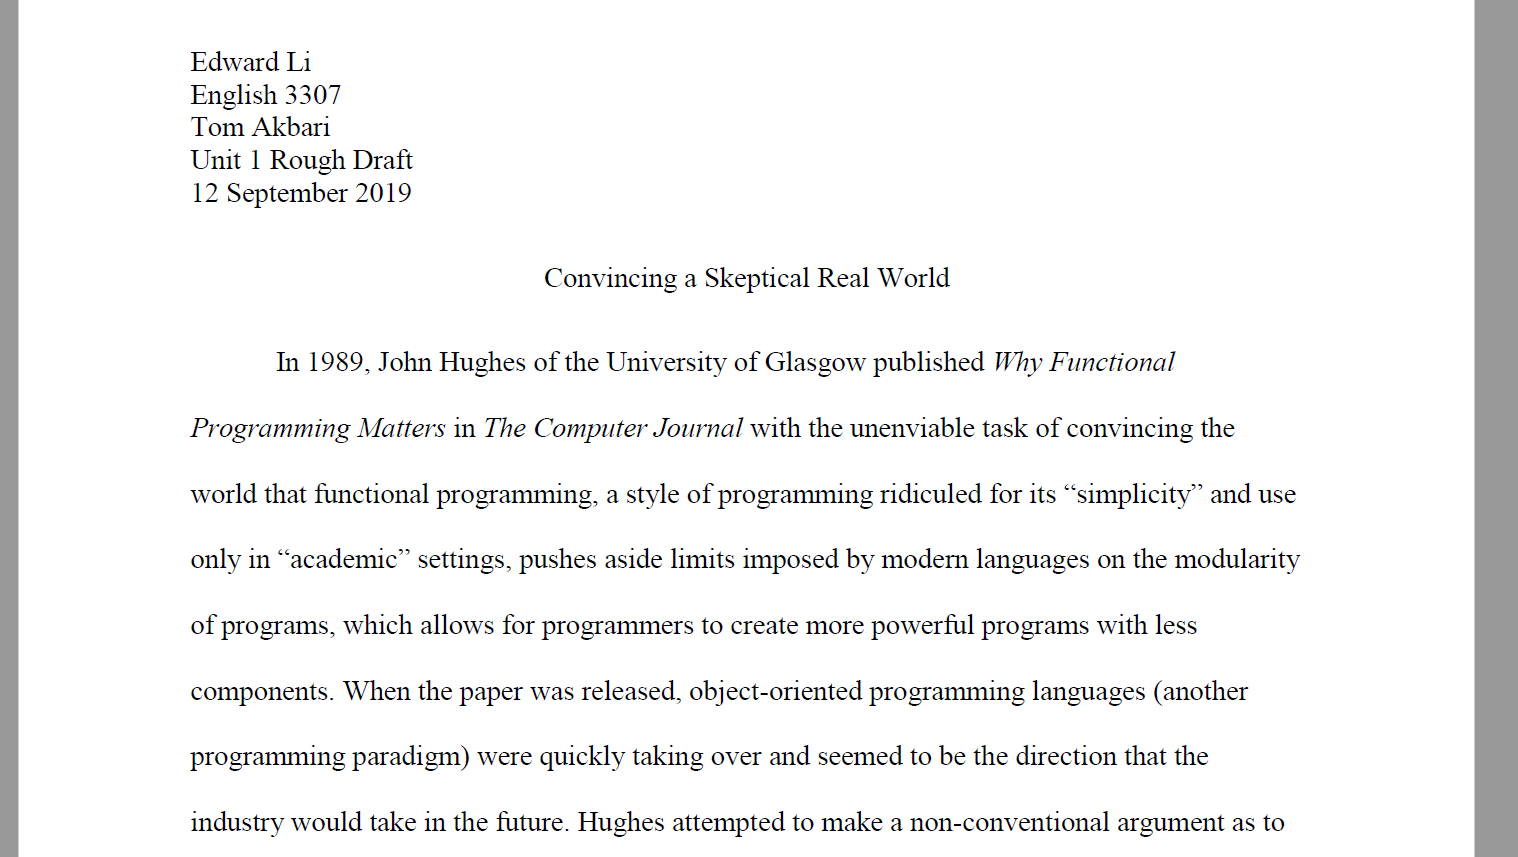 Edward Li
English 3307
Tom Akbari
Unit 1 Rough Draft
12 September 2019
Convincing a Skeptical Real World
In 1989, John Hughes of the University of Glasgow published Why Functional
Programming Matters in The Computer Journal with the unenviable task of convincing the
world that functional programming, a style of programming ridiculed for its “simplicity” and use
only in “academic” settings, pushes aside limits imposed by modern languages on the modularity
of programs, which allows for programmers to create more powerful programs with less
components. When the paper was released, object-oriented programming languages (another
programming paradigm) were quickly taking over and seemed to be the direction that the
industry would take in the future. Hughes attempted to make a non-conventional argument as to